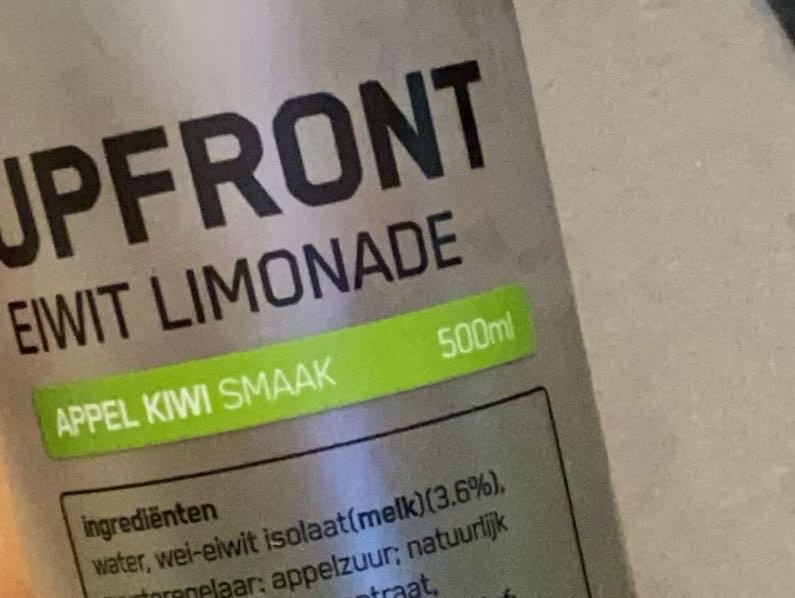 UPFRONT
EIWIT LIMONADE
APPEL KIWI SMAAK 500ml
ingrediënten
water, wei-eiwit isolaat(melk)(3.6%),
appelzuur; natuurlijk